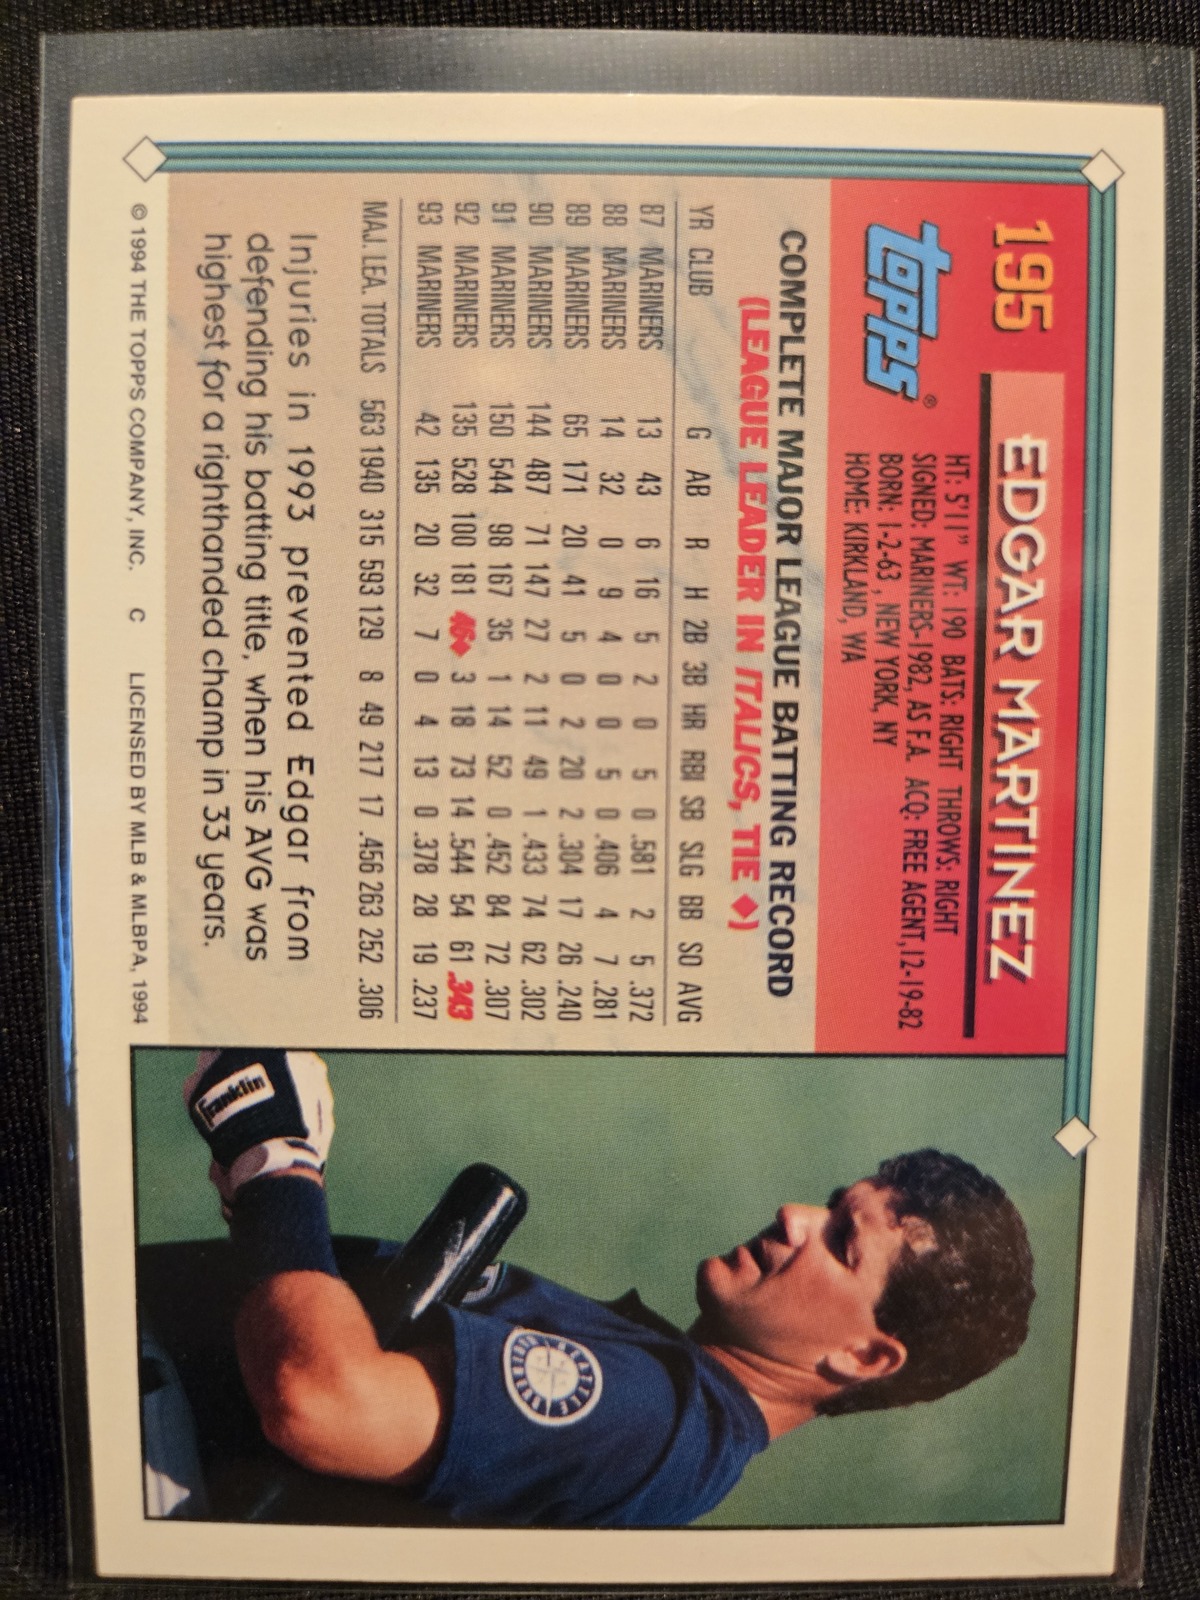 195 EDGAR MARTINEZ
Topps®
HT: 5'11" WT: 190 BATS: RIGHT THROWS: RIGHT
SIGNED: MARINERS-1982, AS F.A. ACQ: FREE AGENT, 12-19-82
BORN: 1-2-63, NEW YORK, NY
HOME: KIRKLAND, WA
COMPLETE MAJOR LEAGUE BATTING RECORD
(LEAGUE LEADER IN ITALICS, TIE ♦)
YR CLUB G AB R H 2B 3B HR RBI SB SLG BB SO AVG
87 MARINERS 13 43 6 16 5 2 0 5 0 .581 2 5 .372
88 MARINERS 14 32 0 9 4 0 0 5 0 .406 4 7 .281
89 MARINERS 65 171 20 41 5 0 2 20 2 .304 17 26 .240
90 MARINERS 144 487 71 147 27 2 11 49 1 .433 74 62 .302
91 MARINERS 150 544 98 167 35 1 14 52 0 .452 84 72 .307
92 MARINERS 135 528 100 181 46♦ 3 18 73 14 .544 54 61 .343
93 MARINERS 42 135 20 32 7 0 4 13 0 .378 28 19 .237
MAJ. LEA. TOTALS 563 1940 315 593 129 8 49 217 17 .456 263 252 .306
Injuries in 1993 prevented Edgar from
defending his batting title, when his AVG was
highest for a righthanded champ in 33 years.
© 1994 THE TOPPS COMPANY, INC. C LICENSED BY MLB & MLBPA, 1994
Franklin
SEATTLE
MARINERS